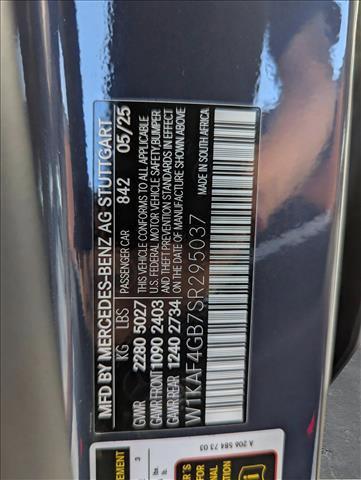 MFD BY MERCEDES-BENZ AG STUTTGART
KG LBS PASSENGER CAR 842 05/25
GVWR 2280 5027 THIS VEHICLE CONFORMS TO ALL APPLICABLE
GAWR FRONT 1090 2403 U.S. FEDERAL MOTOR VEHICLE SAFETY, BUMPER
GAWR REAR 1240 2734 AND THEFT PREVENTION STANDARDS IN EFFECT
ON THE DATE OF MANUFACTURE SHOWN ABOVE
W1KAF4GB7SR295037 MADE IN SOUTH AFRICA
A 206 584 73 03